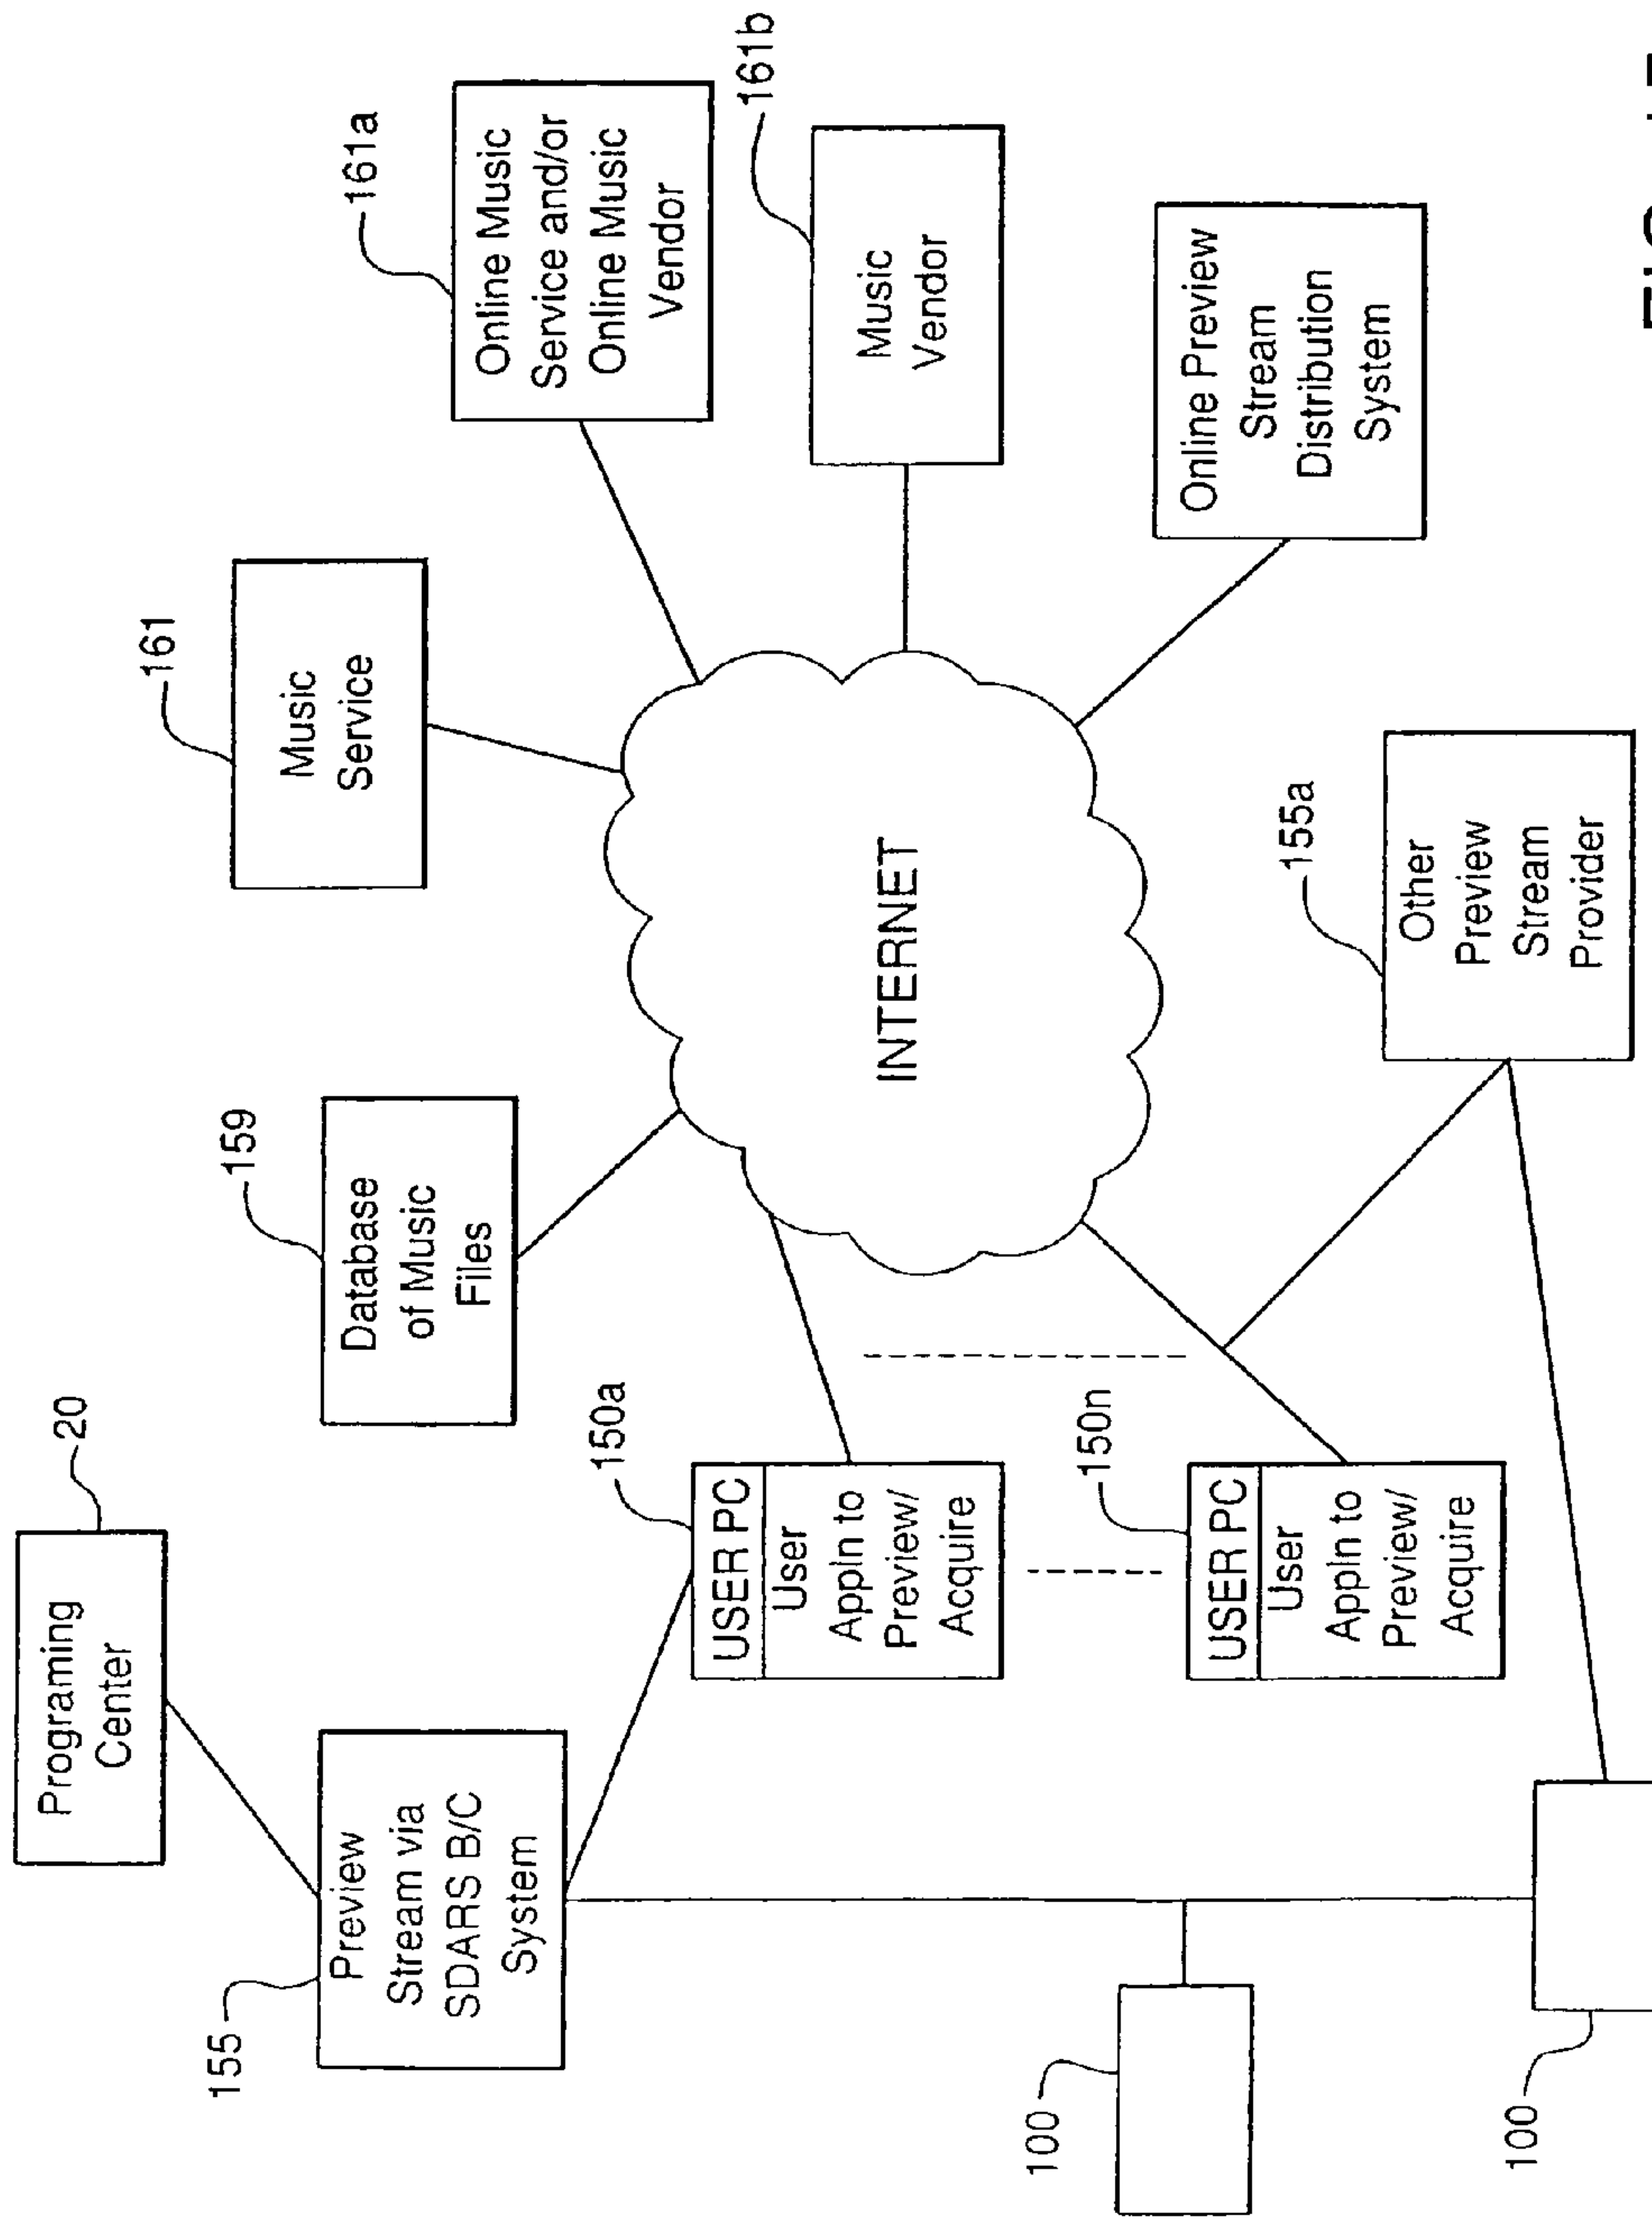 20
Programing
Center
155
Preview
Stream via
SDARS B/C
System
159
Database
of Music
Files
161
Music
Service
161a
Online Music
Service and/or
Online Music
Vendor
161b
Music
Vendor
INTERNET
150a
USER PC
User
Appln to
Preview/
Acquire
150n
USER PC
User
Appln to
Preview/
Acquire
Online Preview
Stream
Distribution
System
155a
Other
Preview
Stream
Provider
100
100